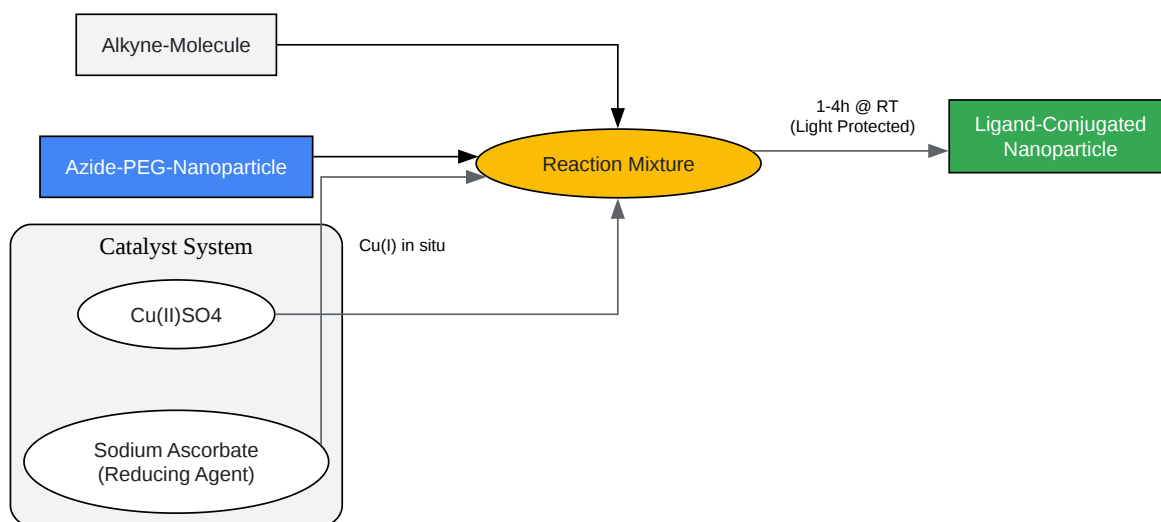 Alkyne-Molecule
Azide-PEG-Nanoparticle
Reaction Mixture
1-4h @ RT
(Light Protected)
Ligand-Conjugated
Nanoparticle
Catalyst System
Cu(I) in situ
Cu(II)SO4
Sodium Ascorbate
(Reducing Agent)